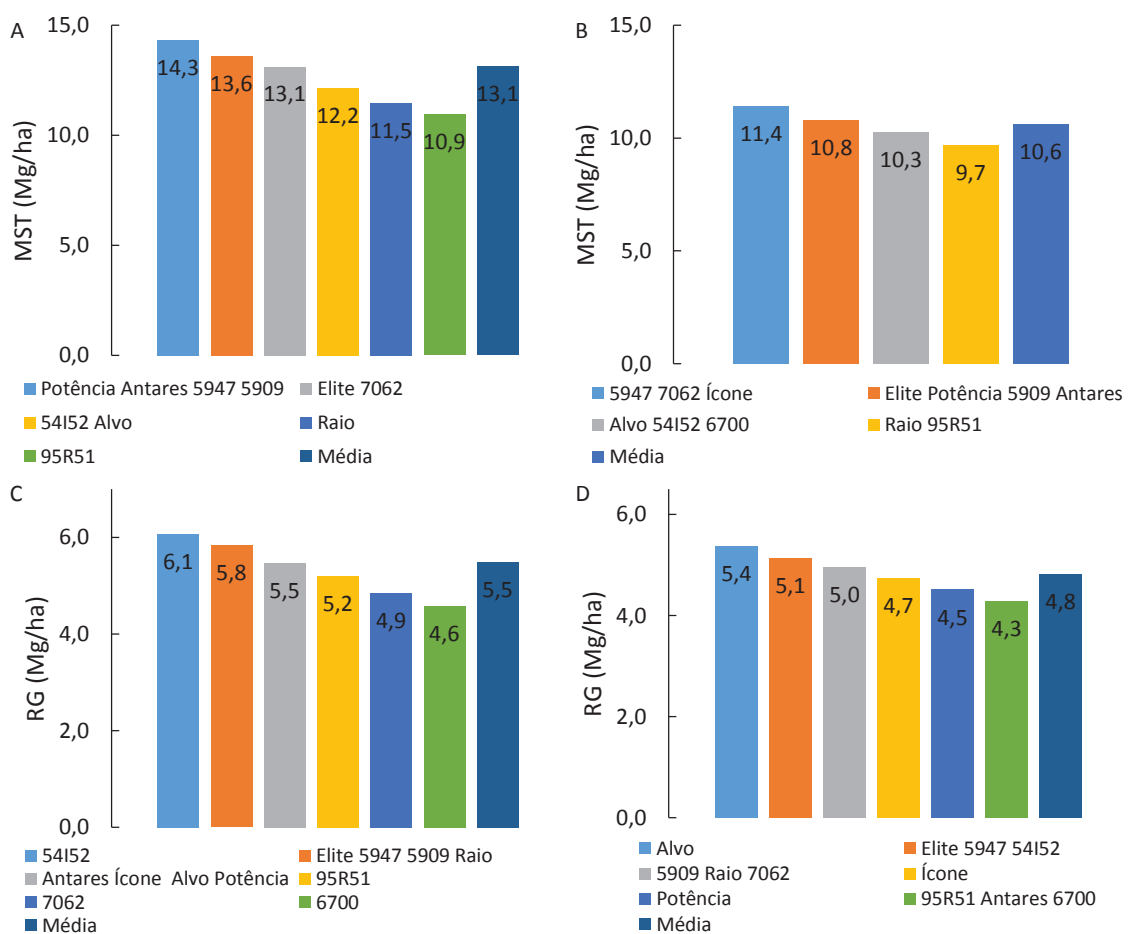 A
MST (Mg/ha)
15,0
10,0
5,0
0,0
14,3
13,6
13,1
12,2
11,5
10,9
13,1
Potência Antares 5947 5909
Elite 7062
54I52 Alvo
Raio
95R51
Média
B
MST (Mg/ha)
15,0
10,0
5,0
0,0
11,4
10,8
10,3
9,7
10,6
5947 7062 Ícone
Elite Potência 5909 Antares
Alvo 54I52 6700
Raio 95R51
Média
C
RG (Mg/ha)
6,0
4,0
2,0
0,0
6,1
5,8
5,5
5,2
4,9
4,6
5,5
54I52
Elite 5947 5909 Raio
Antares Ícone Alvo Potência
95R51
7062
6700
Média
D
RG (Mg/ha)
6,0
4,0
2,0
0,0
5,4
5,1
5,0
4,7
4,5
4,3
4,8
Alvo
Elite 5947 54I52
5909 Raio 7062
Ícone
Potência
95R51 Antares 6700
Média